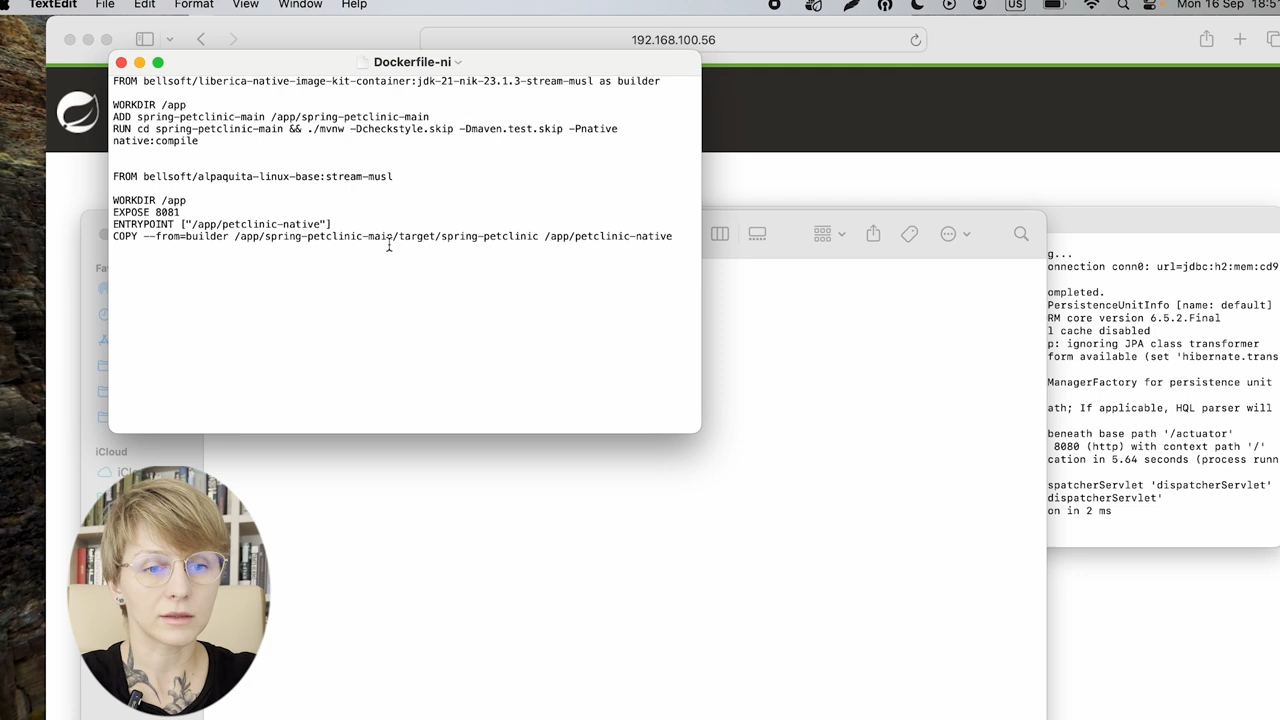 TextEdit File Edit Format View Window Help
US
Mon 16 Sep 18:5
192.168.100.56
Dockerfile-ni
FROM bellsoft/liberica-native-image-kit-container:jdk-21-nik-23.1.3-stream-musl as builder
WORKDIR /app
ADD spring-petclinic-main /app/spring-petclinic-main
RUN cd spring-petclinic-main && ./mvnw -Dcheckstyle.skip -Dmaven.test.skip -Pnative
native:compile
FROM bellsoft/alpaquita-linux-base:stream-musl
WORKDIR /app
EXPOSE 8081
ENTRYPOINT ["/app/petclinic-native"]
COPY --from=builder /app/spring-petclinic-main/target/spring-petclinic /app/petclinic-native
Fa
iCloud
iCl
g...
onnection conn0: url=jdbc:h2:mem:cd9
ompleted.
PersistenceUnitInfo [name: default]
RM core version 6.5.2.Final
l cache disabled
p: ignoring JPA class transformer
form available (set 'hibernate.trans
ManagerFactory for persistence unit
ath; If applicable, HQL parser will
beneath base path '/actuator'
8080 (http) with context path '/'
cation in 5.64 seconds (process runn
spatcherServlet 'dispatcherServlet'
dispatcherServlet'
on in 2 ms